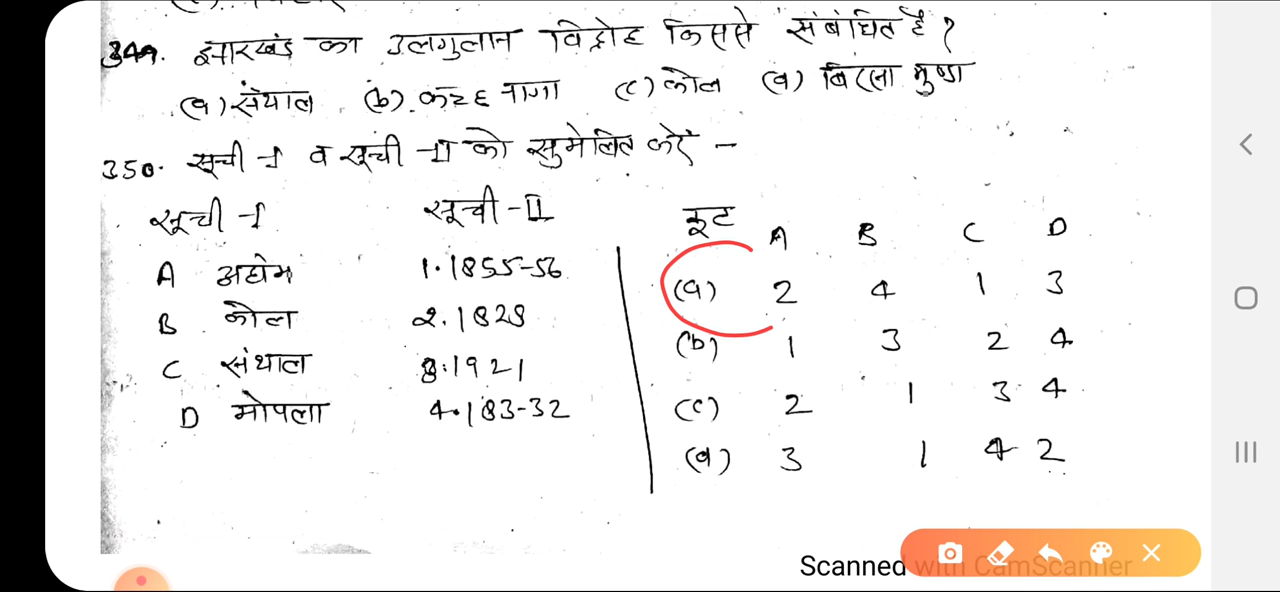 349. झारखंड का उलगुलान विद्रोह किससे संबंधित है ?
(a) संथाल (b) करह नागा (c) कोल (d) बिरसा मुण्डा
350. सूची -I व सूची -II को सुमेलित करें -
सूची -I सूची -II कूट A B C D
A अहोम 1. 1855-56 (a) 2 4 1 3
B कोल 2. 1828 (b) 1 3 2 4
C संथाल 3. 1921 (c) 2 1 3 4
D मोपला 4. 183-32 (d) 3 1 4 2
Scanned with CamScanner